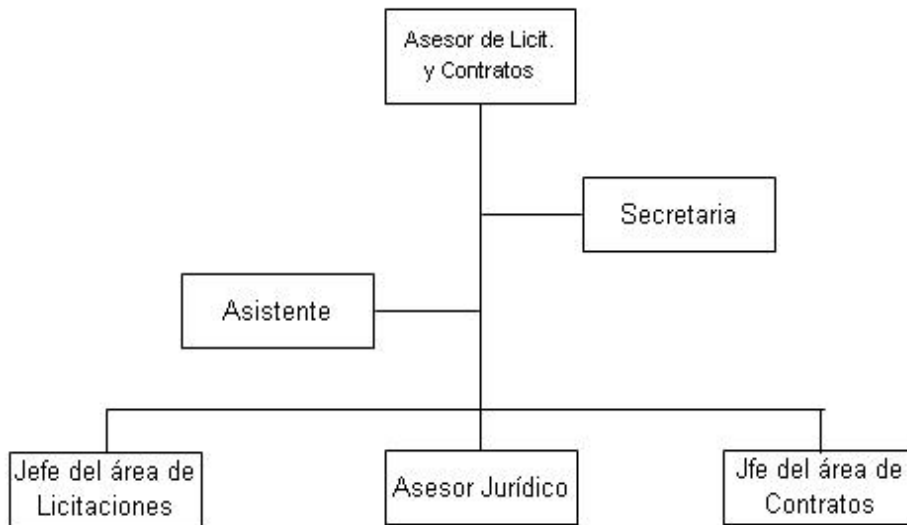 Asesor de Licit.
y Contratos
Secretaria
Asistente
Jefe del área de
Licitaciones
Asesor Jurídico
Jfe del área de
Contratos